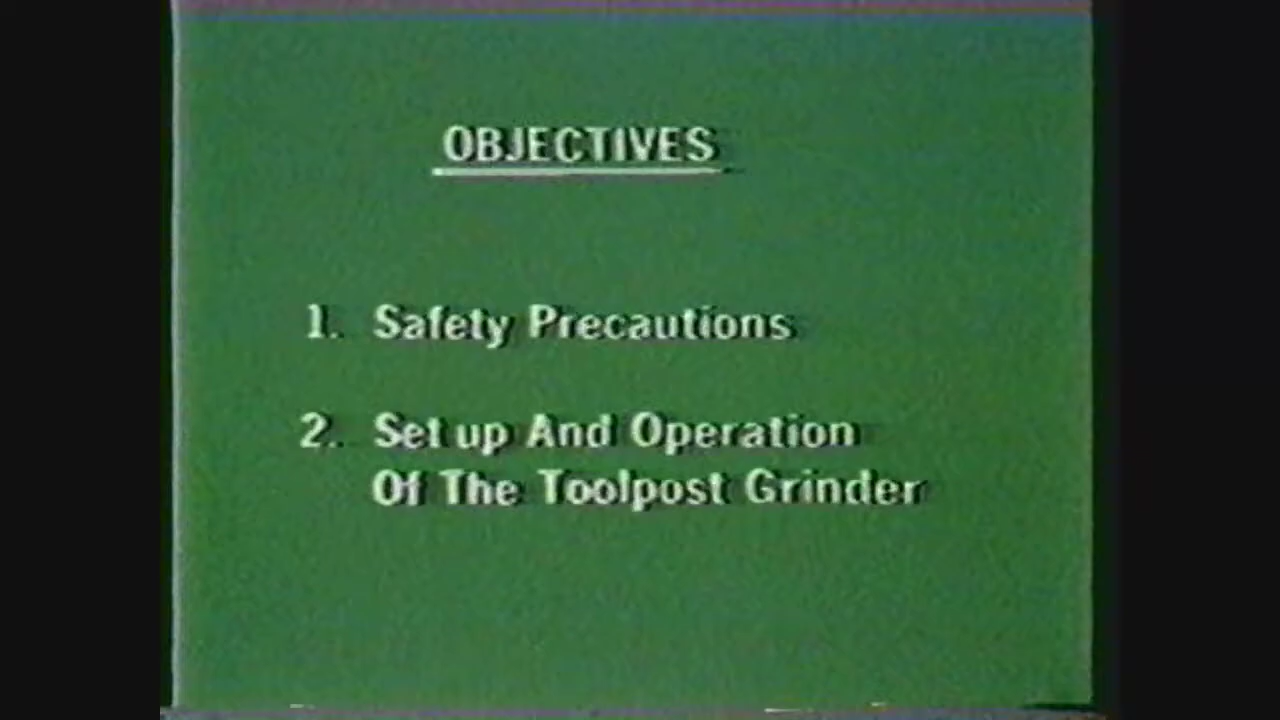 OBJECTIVES
1. Safety Precautions
2. Set up And Operation
Of The Toolpost Grinder